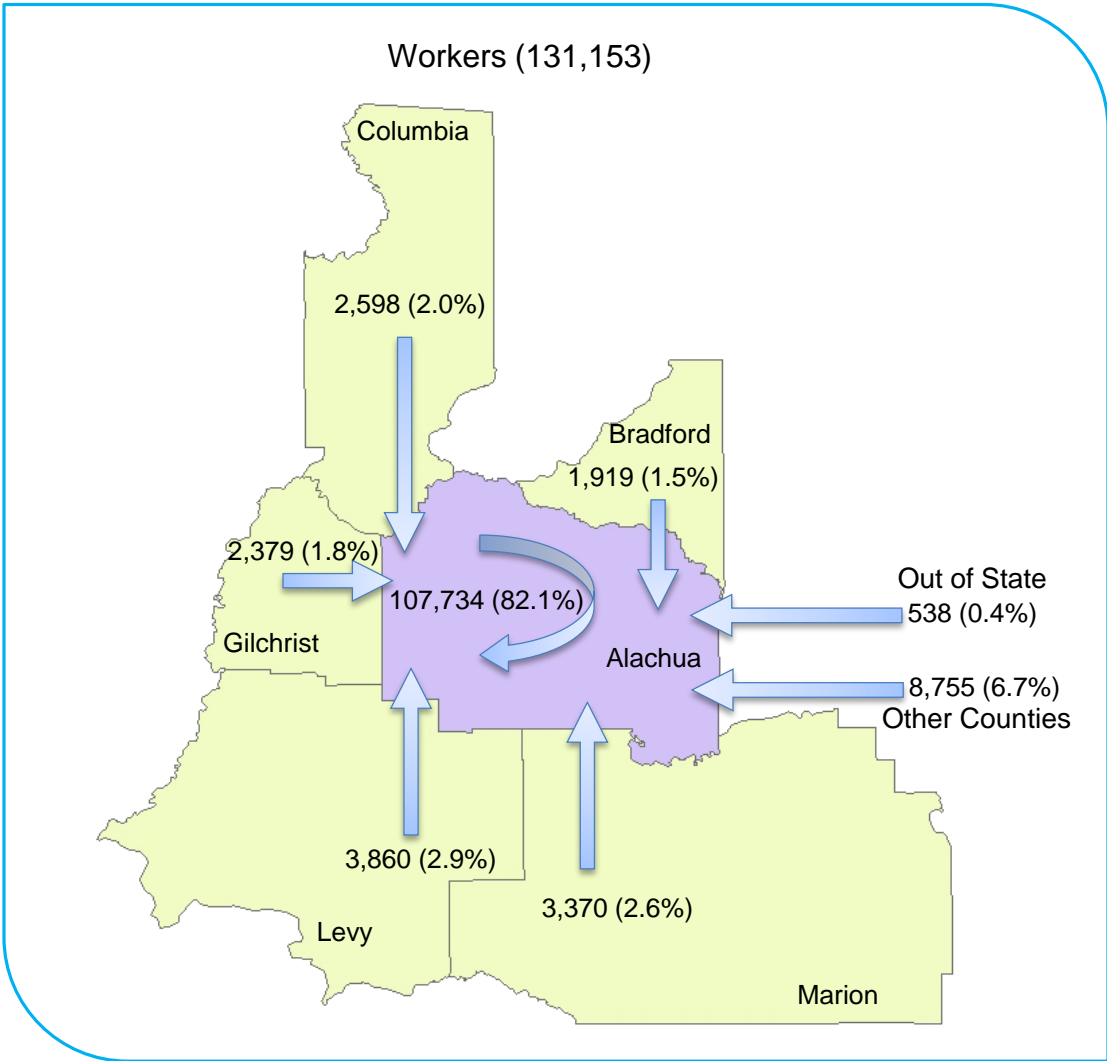 Workers (131,153)
Columbia
2,598 (2.0%)
Bradford
1,919 (1.5%)
2,379 (1.8%)
Gilchrist
107,734 (82.1%)
Alachua
Out of State
538 (0.4%)
8,755 (6.7%)
Other Counties
3,860 (2.9%)
Levy
3,370 (2.6%)
Marion